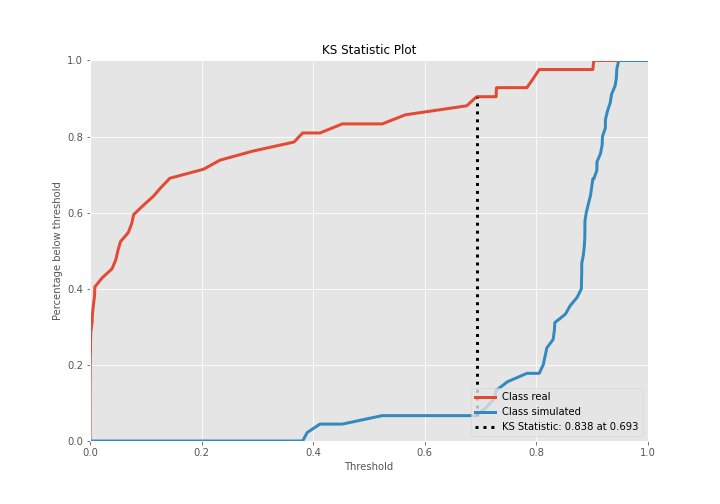 KS Statistic Plot
1.0
0.8
0.6
0.4
0.2
0.0
Percentage below threshold
0.0 0.2 0.4 0.6 0.8 1.0
Threshold
Class real
Class simulated
KS Statistic: 0.838 at 0.693